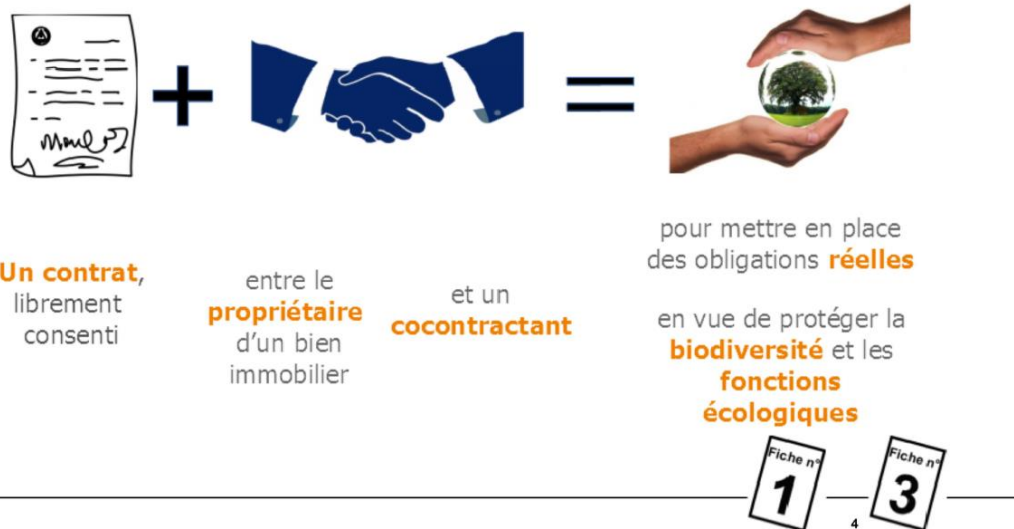 Un contrat,
librement
consenti
entre le
propriétaire
d'un bien
immobilier
et un
cocontractant
pour mettre en place
des obligations réelles
en vue de protéger la
biodiversité et les
fonctions
écologiques
Fiche n°
1
Fiche n°
3
4